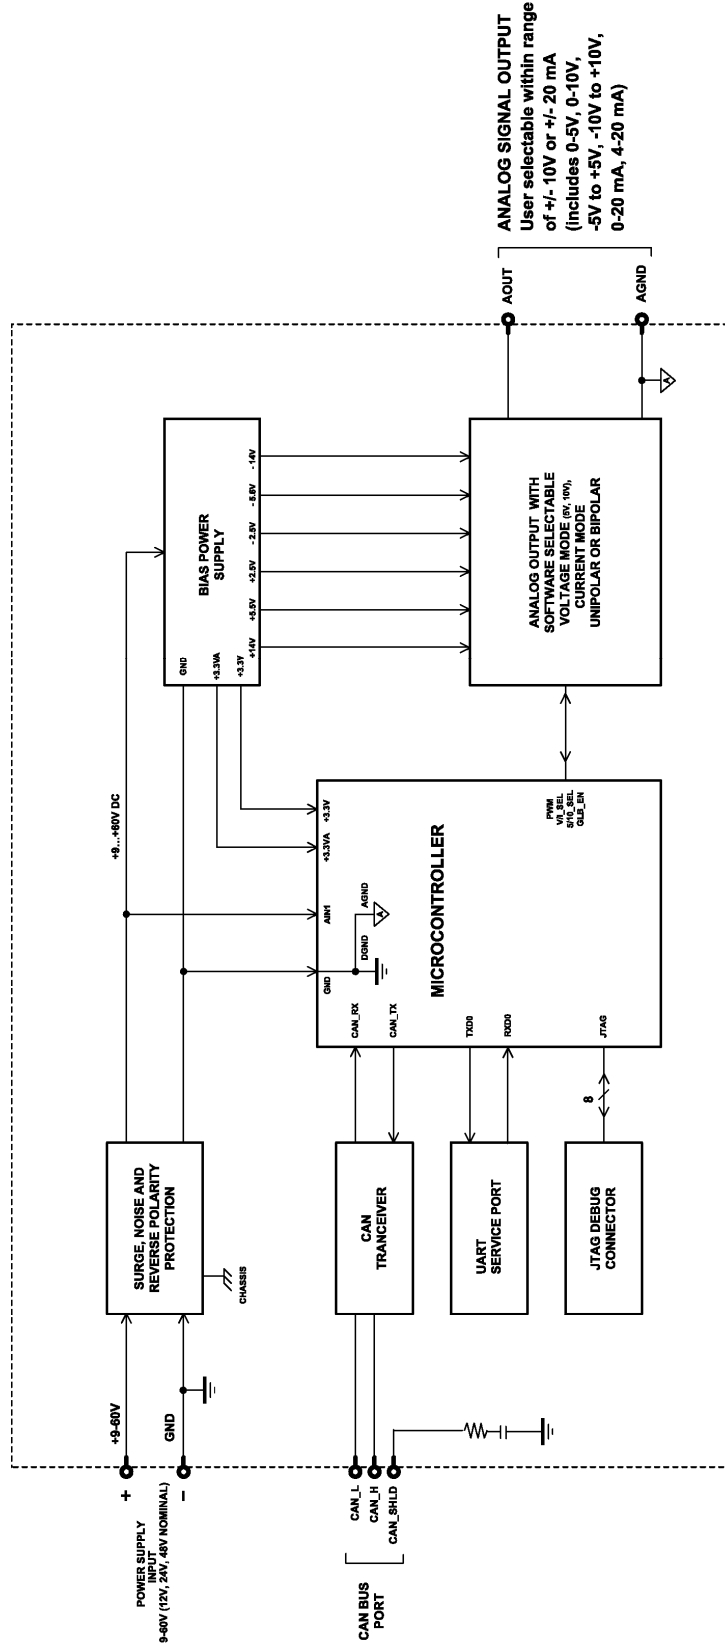 POWER SUPPLY
INPUT
9-60V (12V, 24V, 48V NOMINAL)
+
-
+9-60V
GND
SURGE, NOISE AND
REVERSE POLARITY
PROTECTION
CHASSIS
+9...+60V DC
BIAS POWER
SUPPLY
GND
+3.3VA
+3.3V
+14V
+5.5V
+2.5V
- 2.5V
- 5.5V
- 14V
CAN BUS
PORT
CAN_L
CAN_H
CAN_SHLD
CAN
TRANCEIVER
UART
SERVICE PORT
JTAG DEBUG
CONNECTOR
8
MICROCONTROLLER
GND
AIN1
+3.3VA
+3.3V
DGND
AGND
A
CAN_RX
CAN_TX
TXD0
RXD0
JTAG
PWM
V/I_SEL
5/10_SEL
GLB_EN
ANALOG OUTPUT WITH
SOFTWARE SELECTABLE
VOLTAGE MODE (5V, 10V),
CURRENT MODE
UNIPOLAR OR BIPOLAR
A
AOUT
AGND
ANALOG SIGNAL OUTPUT
User selectable within range
of +/- 10V or +/- 20 mA
(includes 0-5V, 0-10V,
-5V to +5V, -10V to +10V,
0-20 mA, 4-20 mA)